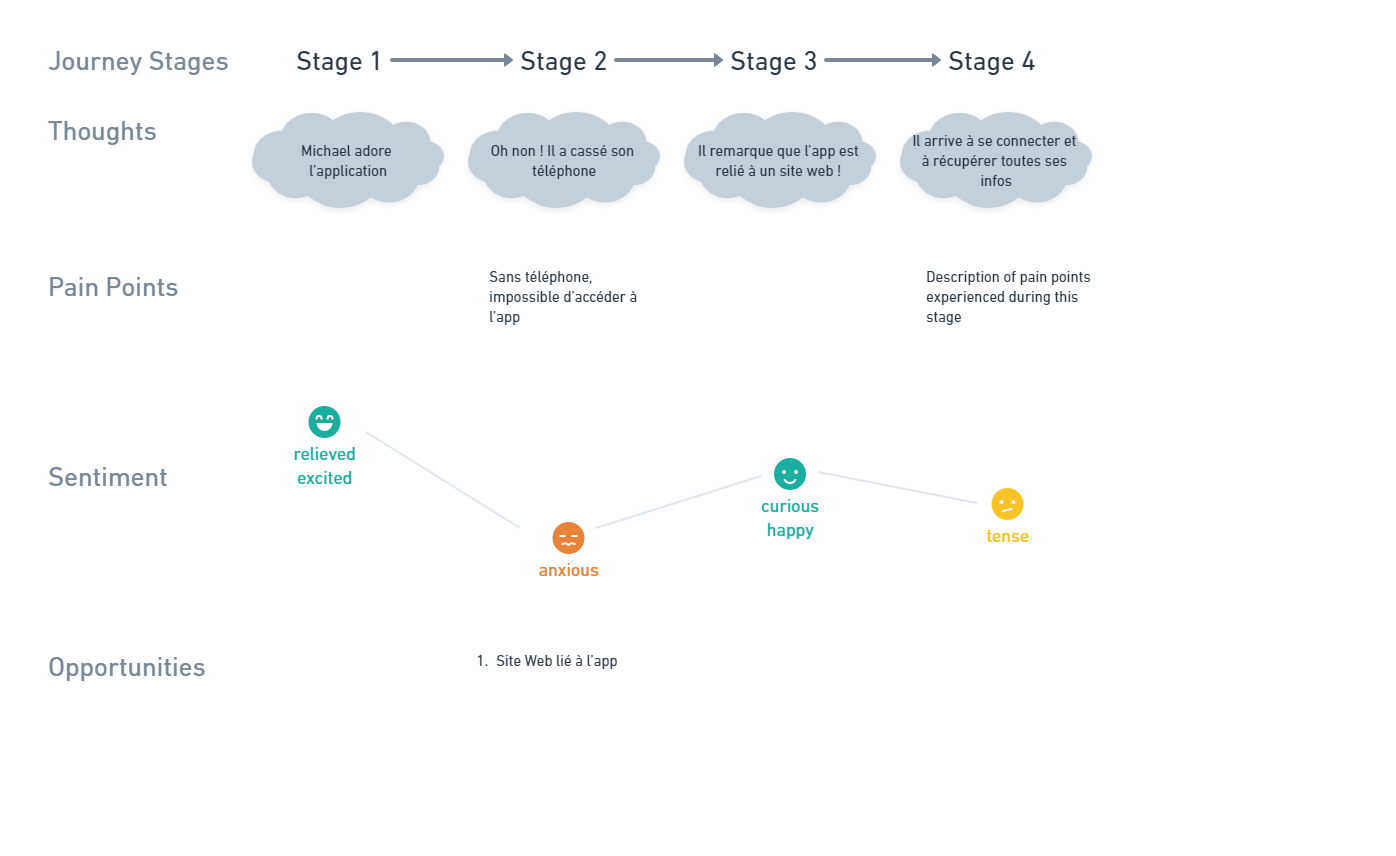 Journey Stages
Stage 1
Stage 2
Stage 3
Stage 4
Thoughts
Michael adore
l'application
Oh non ! Il a cassé son
téléphone
Il remarque que l'app est
relié à un site web !
Il arrive à se connecter et
à récupérer toutes ses
infos
Pain Points
Sans téléphone,
impossible d'accéder à
l'app
Description of pain points
experienced during this
stage
Sentiment
relieved
excited
anxious
curious
happy
tense
Opportunities
1. Site Web lié à l'app